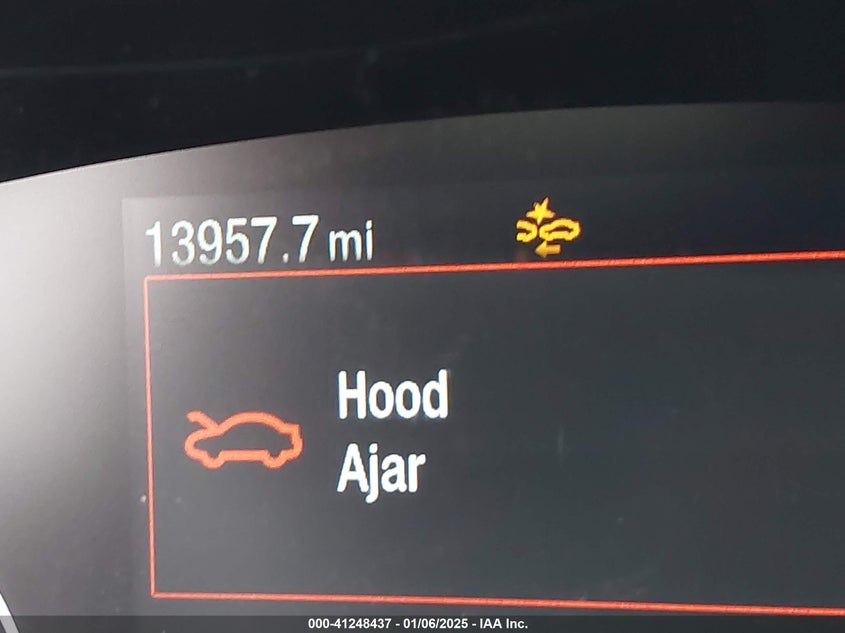 13957.7 mi
Hood
Ajar
000-41248437 - 01/06/2025 - IAA Inc.